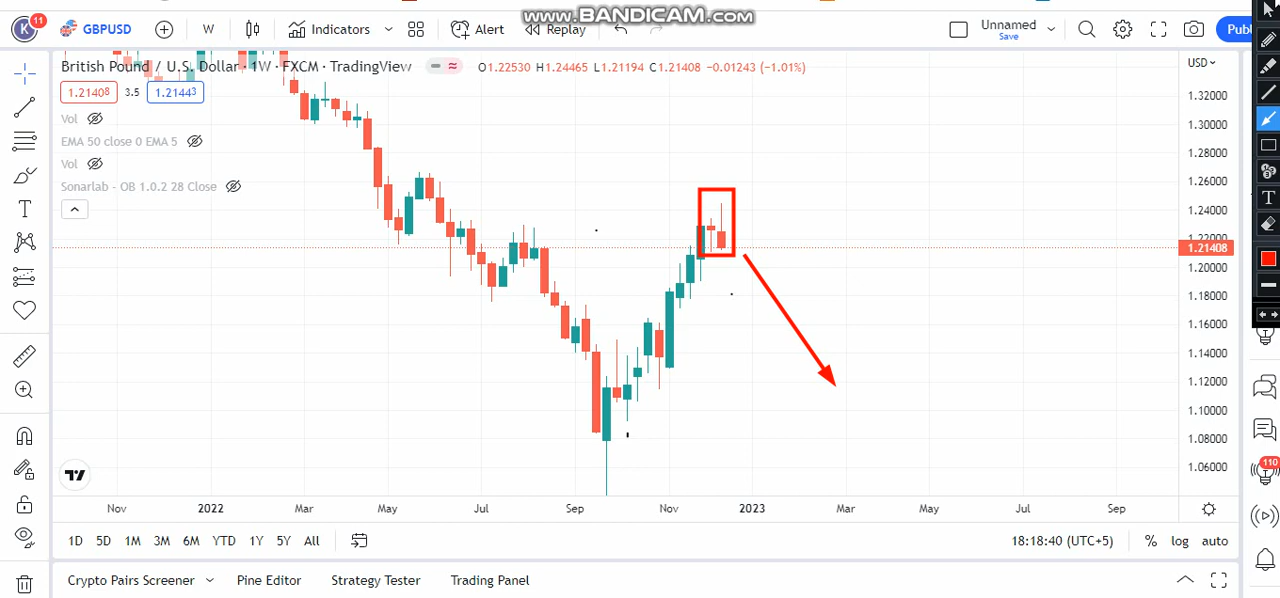 www.BANDICAM.com
K 11 GBPUSD W Indicators Alert Replay Unnamed Save Publ
British Pound / U.S. Dollar · 1W · FXCM · TradingView O1.22530 H1.24465 L1.21194 C1.21408 −0.01243 (−1.01%) USD
1.21408 3.5 1.21443
Vol
EMA 50 close 0 EMA 5
Vol
Sonarlab - OB 1.0.2 28 Close
1.32000
1.30000
1.28000
1.26000
1.24000
1.22000
1.21408
1.20000
1.18000
1.16000
1.14000
1.12000
1.10000
1.08000
1.06000
T
T
110
Nov 2022 Mar May Jul Sep Nov 2023 Mar May Jul Sep
1D 5D 1M 3M 6M YTD 1Y 5Y All 18:18:40 (UTC+5) % log auto
Crypto Pairs Screener Pine Editor Strategy Tester Trading Panel